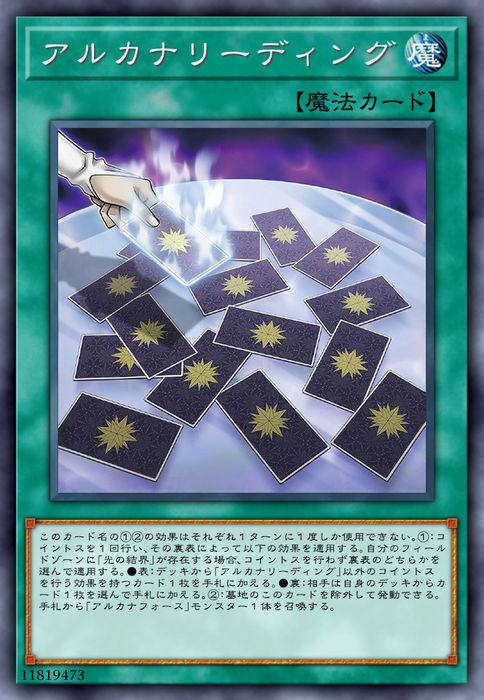 アルカナリーディング 魔
【魔法カード】
このカード名の①②の効果はそれぞれ1ターンに1度しか使用できない。①:コ
イントスを1回行い、その裏表によって以下の効果を適用する。自分のフィール
ドゾーンに「光の結界」が存在する場合、コイントスを行わず裏表のどちらかを
選んで適用する。●表:デッキから「アルカナリーディング」以外のコイントス
を行う効果を持つカード1枚を手札に加える。●裏:相手は自身のデッキからカー
ド1枚を選んで手札に加える。②:墓地のこのカードを除外して発動できる。
手札から「アルカナフォース」モンスター1体を召喚する。
11819473